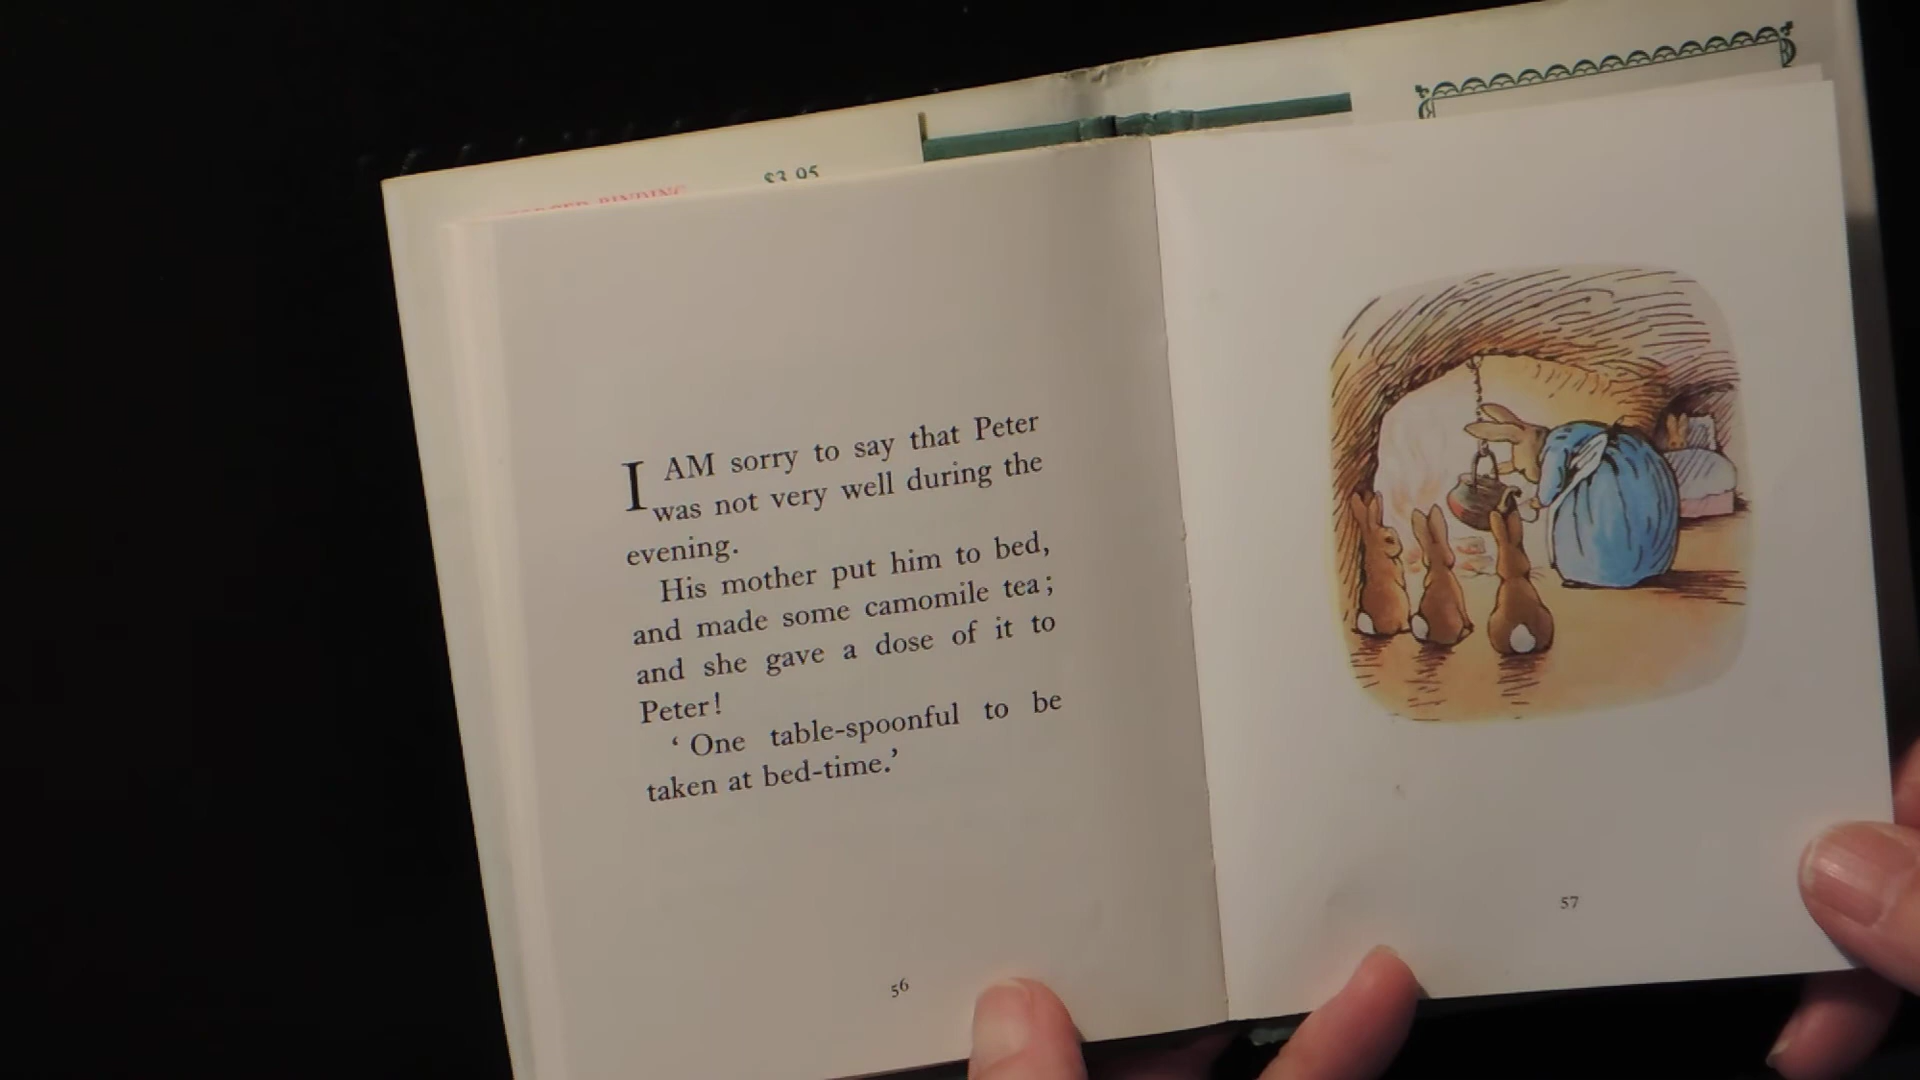 £3.95
I AM sorry to say that Peter
was not very well during the
evening.
His mother put him to bed,
and made some camomile tea;
and she gave a dose of it to
Peter!
‘ One table-spoonful to be
taken at bed-time.’
56
57